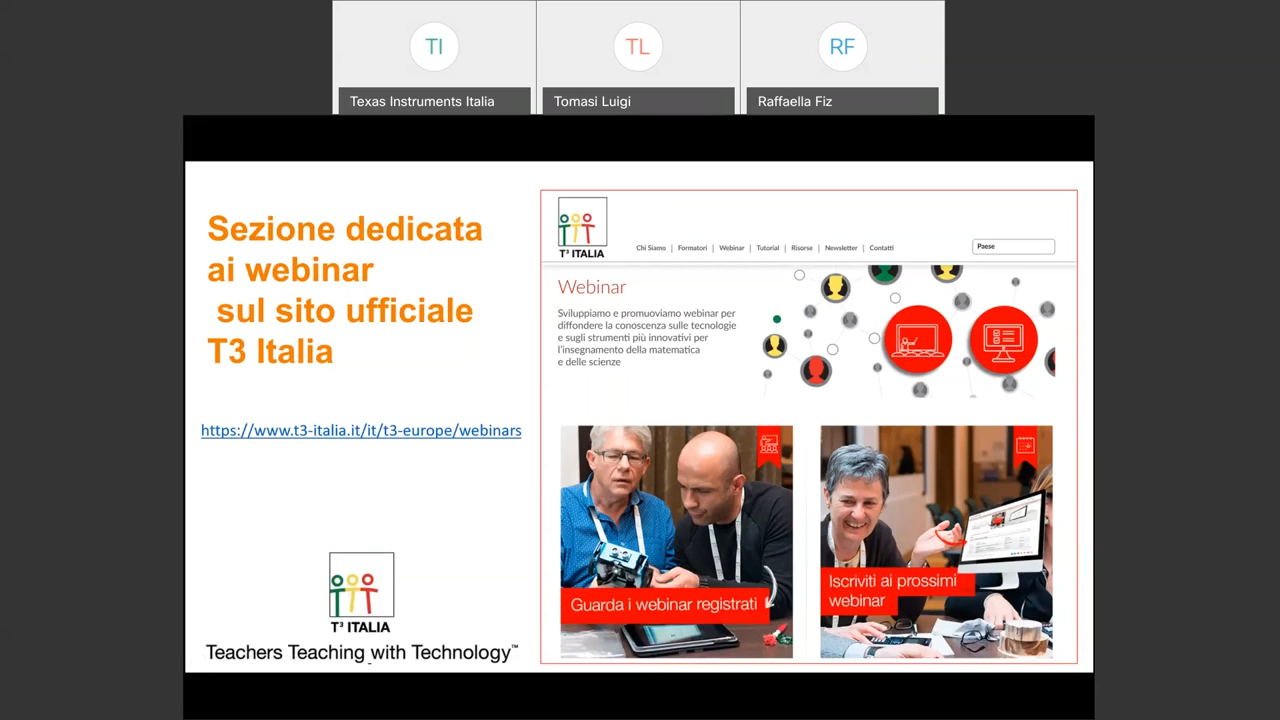 TI
TL
RF
Texas Instruments Italia
Tomasi Luigi
Raffaella Fiz
Sezione dedicata
ai webinar
sul sito ufficiale
T3 Italia
https://www.t3-italia.it/it/t3-europe/webinars
T³ ITALIA
Teachers Teaching with Technology™
T³ ITALIA
Chi Siamo | Formatori | Webinar | Tutorial | Risorse | Newsletter | Contatti
Paese
Webinar
Sviluppiamo e promuoviamo webinar per
diffondere la conoscenza sulle tecnologie
e sugli strumenti più innovativi per
l'insegnamento della matematica
e delle scienze
Guarda i webinar registrati
Iscriviti ai prossimi
webinar